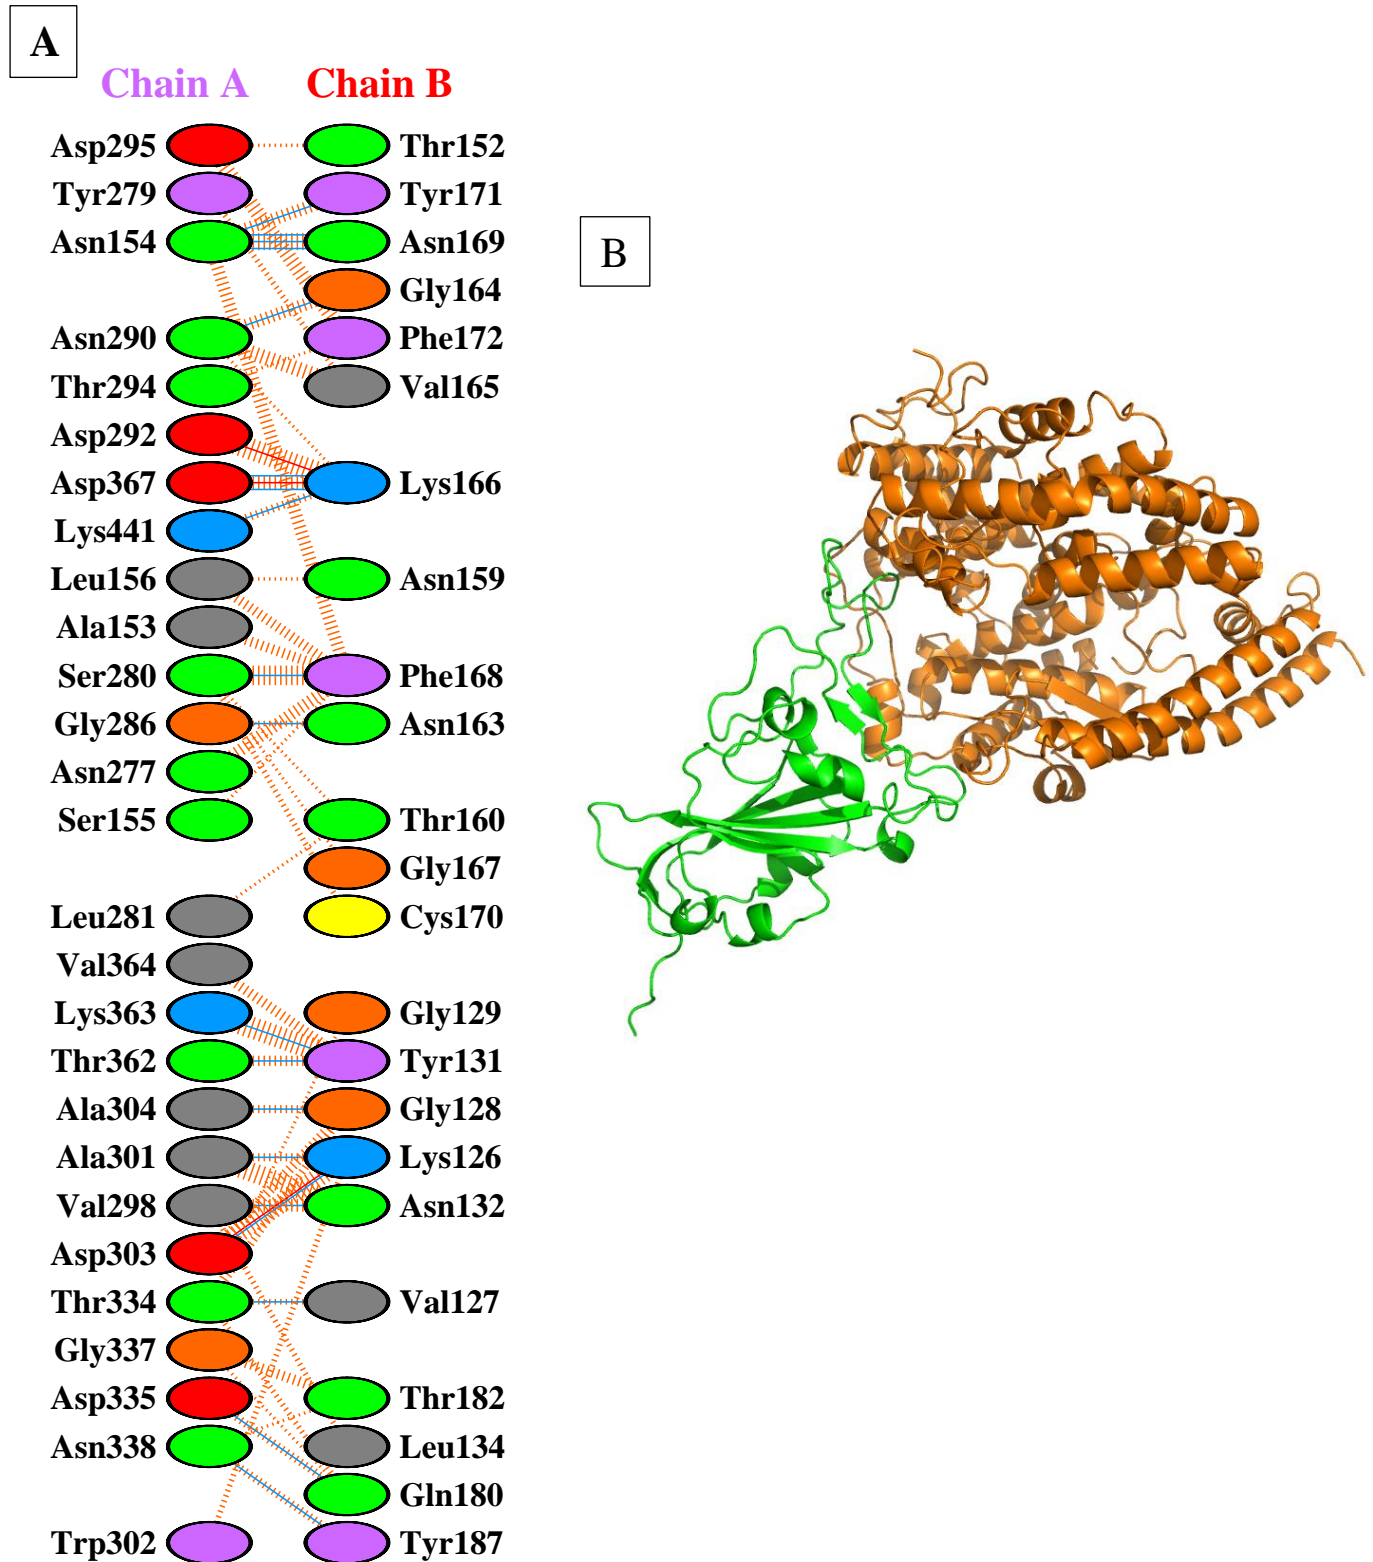 A
Chain A Chain B
Asp295 Thr152
Tyr279 Tyr171
Asn154 Asn169
Gly164
Asn290 Phe172
Thr294 Val165
Asp292
Asp367 Lys166
Lys441
Leu156 Asn159
Ala153
Ser280 Phe168
Gly286 Asn163
Asn277
Ser155 Thr160
Gly167
Leu281 Cys170
Val364
Lys363 Gly129
Thr362 Tyr131
Ala304 Gly128
Ala301 Lys126
Val298 Asn132
Asp303
Thr334 Val127
Gly337
Asp335 Thr182
Asn338 Leu134
Gln180
Trp302 Tyr187
B